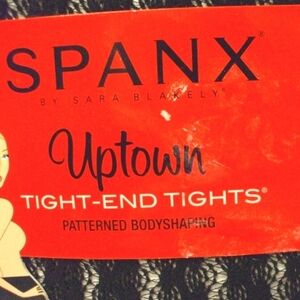 SPANX®
BY SARA BLAKELY®
Uptown
TIGHT-END TIGHTS®
PATTERNED BODYSHAPING